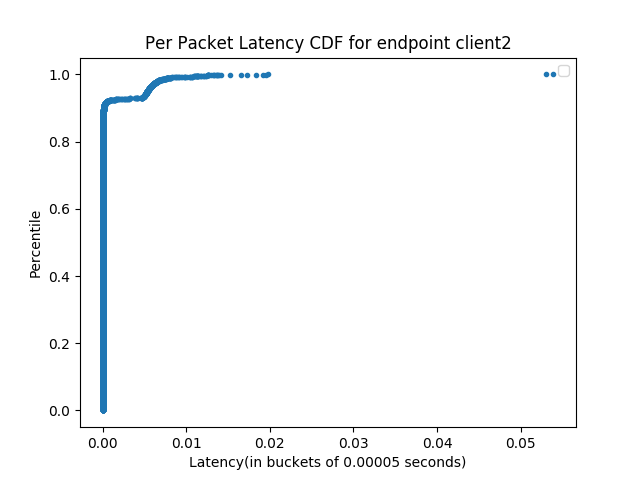 Per Packet Latency CDF for endpoint client2
1.0
0.8
0.6
0.4
0.2
0.0
Percentile
0.00 0.01 0.02 0.03 0.04 0.05
Latency(in buckets of 0.00005 seconds)